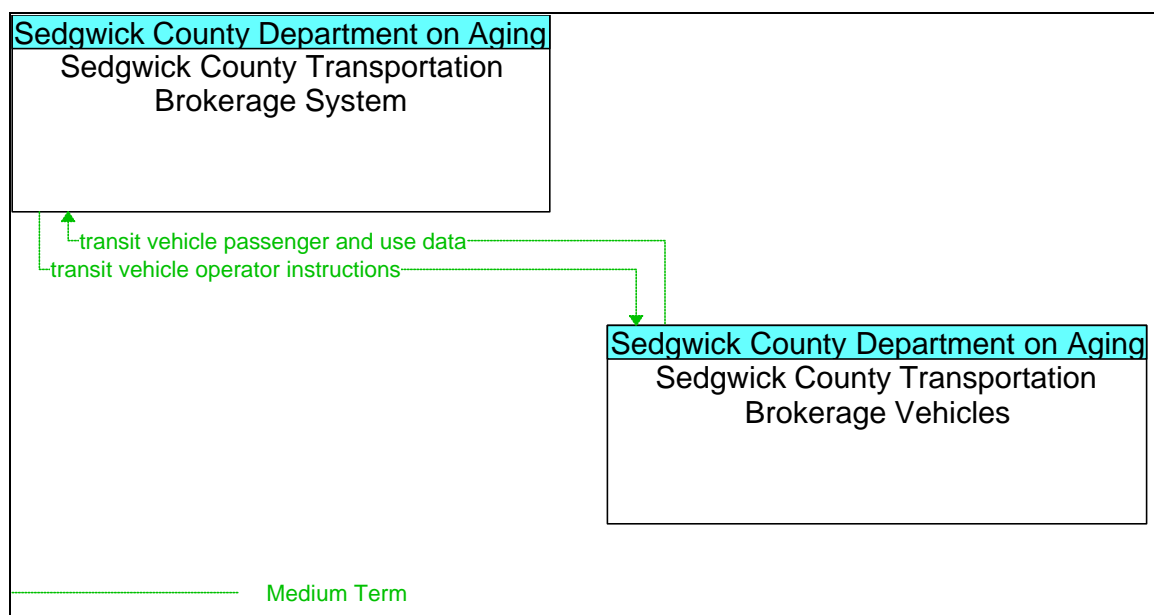 Sedgwick County Department on Aging
Sedgwick County Transportation
Brokerage System
transit vehicle passenger and use data
transit vehicle operator instructions
Sedgwick County Department on Aging
Sedgwick County Transportation
Brokerage Vehicles
Medium Term